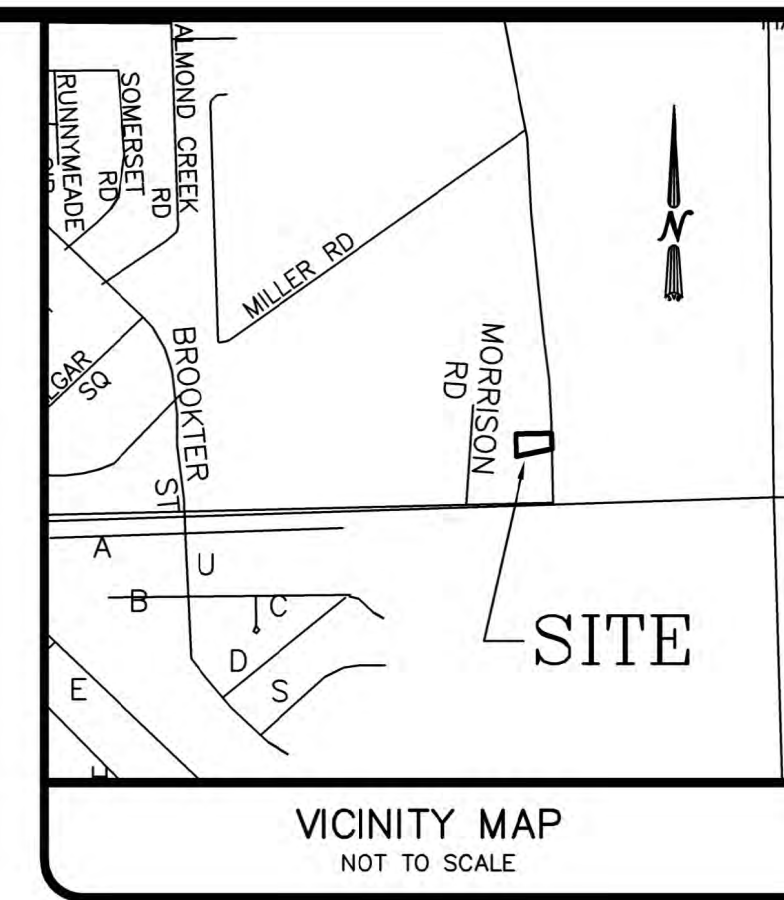 ALMOND CREEK
RD
SOMERSET
RD
RUNNYMEADE
MILLER RD
N
MORRISON
RD
BROOKTER
ST
SQ
A
U
B
C
D
S
E
SITE
VICINITY MAP
NOT TO SCALE